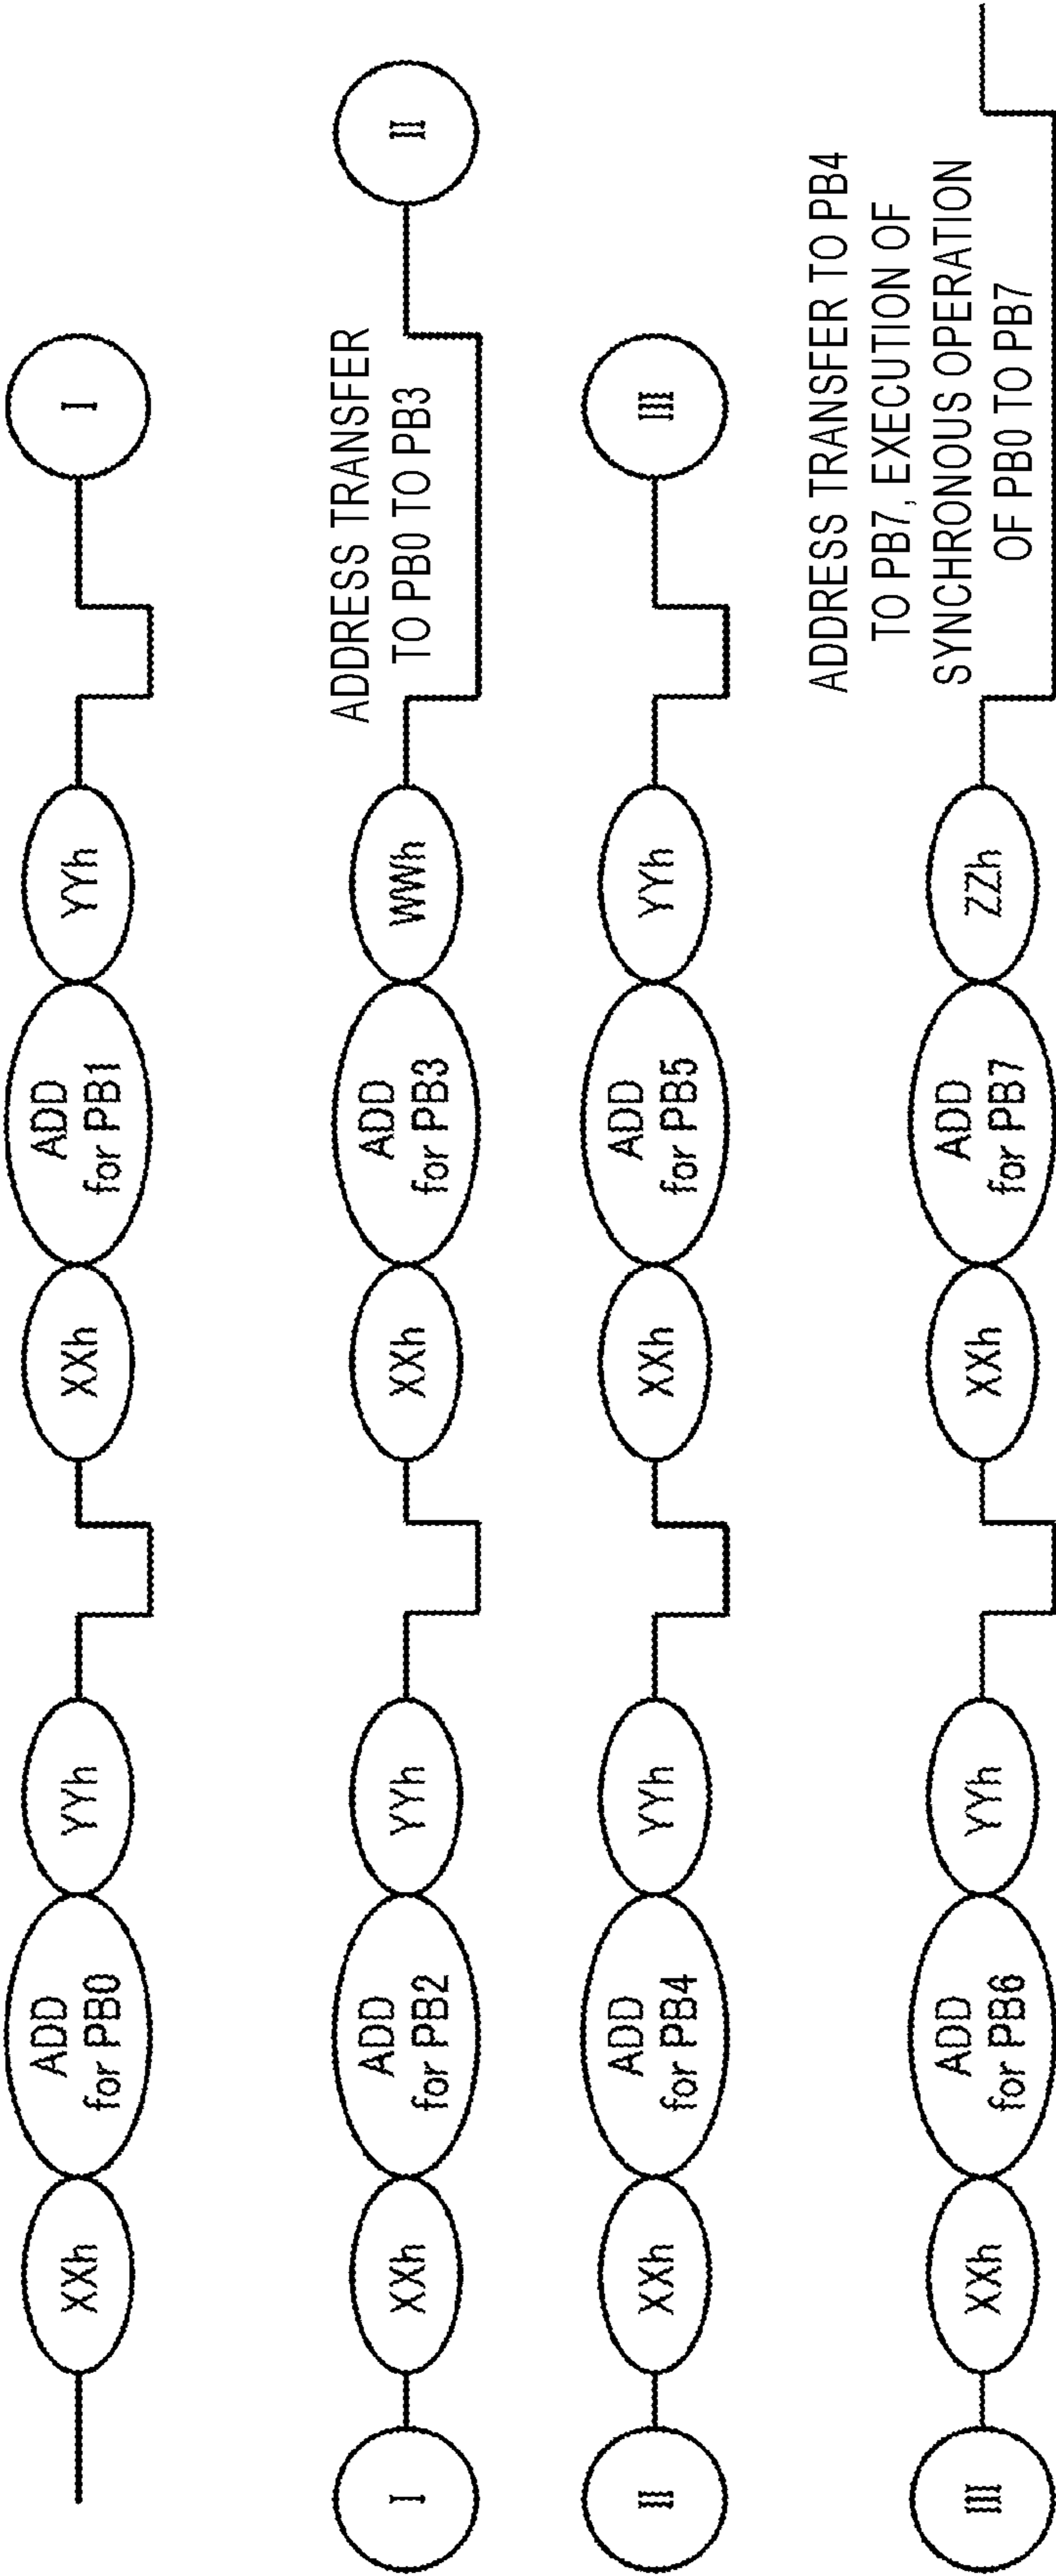 XXh
ADD
for PB0
YYh
XXh
ADD
for PB1
YYh
I
I
XXh
ADD
for PB2
YYh
XXh
ADD
for PB3
WWh
ADDRESS TRANSFER
TO PB0 TO PB3
II
II
XXh
ADD
for PB4
YYh
XXh
ADD
for PB5
YYh
III
III
XXh
ADD
for PB6
YYh
XXh
ADD
for PB7
ZZh
ADDRESS TRANSFER TO PB4
TO PB7, EXECUTION OF
SYNCHRONOUS OPERATION
OF PB0 TO PB7